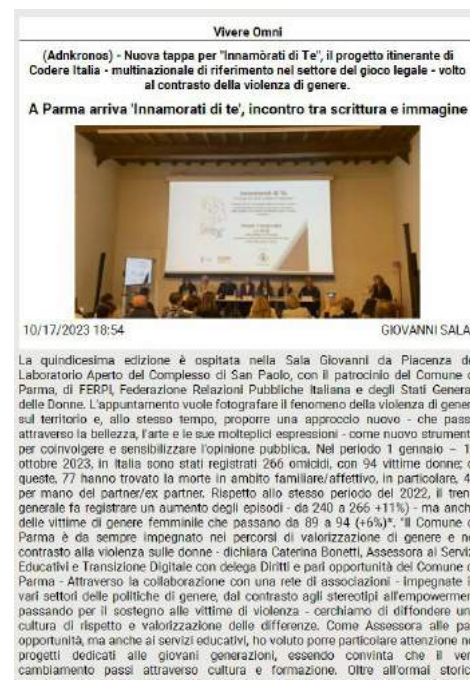 Vivere Omni
(Adnkronos) - Nuova tappa per "Innamòrati di Te", il progetto itinerante di
Codere Italia - multinazionale di riferimento nel settore del gioco legale - volto
al contrasto della violenza di genere.
A Parma arriva 'Innamorati di te', incontro tra scrittura e immagine
Innamorati di Te
10/17/2023 18:54
GIOVANNI SALA
La quindicesima edizione è ospitata nella Sala Giovanni da Piacenza de
Laboratorio Aperto del Complesso di San Paolo, con il patrocinio del Comune d
Parma, di FERPI, Federazione Relazioni Pubbliche Italiana e degli Stati General
delle Donne. L'appuntamento vuole fotografare il fenomeno della violenza di gener
sul territorio e, allo stesso tempo, proporre una approccio nuovo - che pass
attraverso la bellezza, l'arte e le sue molteplici espressioni - come nuovo strument
per coinvolgere e sensibilizzare l'opinione pubblica. Nel periodo 1 gennaio – 1
ottobre 2023, in Italia sono stati registrati 266 omicidi, con 94 vittime donne; d
queste, 77 hanno trovato la morte in ambito familiare/affettivo, in particolare, 4
per mano del partner/ex partner. Rispetto allo stesso periodo del 2022, il tren
generale fa registrare un aumento degli episodi - da 240 a 266 +11%) - ma anch
delle vittime di genere femminile che passano da 89 a 94 (+6%)*. "Il Comune d
Parma è da sempre impegnato nei percorsi di valorizzazione di genere e ne
contrasto alla violenza sulle donne - dichiara Caterina Bonetti, Assessora ai Serviz
Educativi e Transizione Digitale con delega Diritti e pari opportunità del Comune d
Parma - Attraverso la collaborazione con una rete di associazioni - impegnate i
vari settori delle politiche di genere, dal contrasto agli stereotipi all'empowermen
passando per il sostegno alle vittime di violenza - cerchiamo di diffondere un
cultura di rispetto e valorizzazione delle differenze. Come Assessora alle pa
opportunità, ma anche ai servizi educativi, ho voluto porre particolare attenzione ne
progetti dedicati alle giovani generazioni, essendo convinta che il ver
cambiamento passi attraverso cultura e formazione. Oltre all'ormai storic